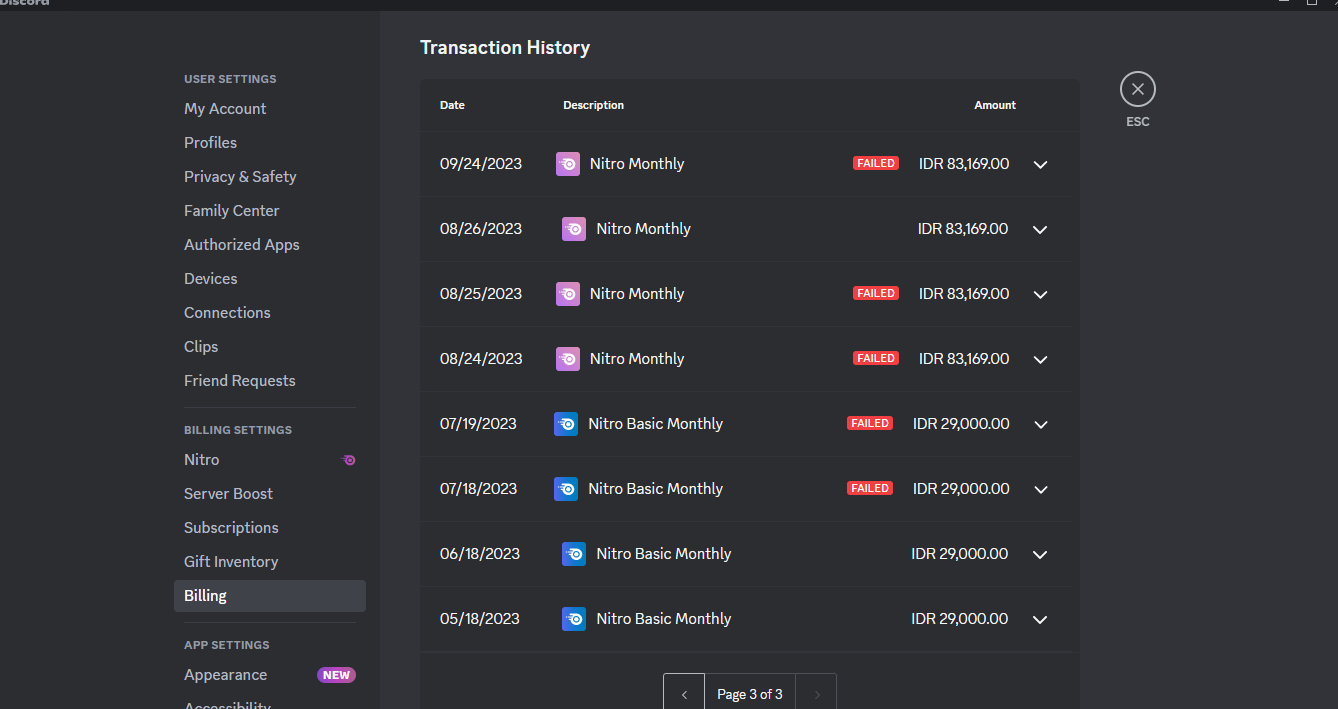 Discord
USER SETTINGS
My Account
Profiles
Privacy & Safety
Family Center
Authorized Apps
Devices
Connections
Clips
Friend Requests
BILLING SETTINGS
Nitro
Server Boost
Subscriptions
Gift Inventory
Billing
APP SETTINGS
Appearance NEW
Accessibility
Transaction History
Date Description Amount
09/24/2023 Nitro Monthly FAILED IDR 83,169.00
08/26/2023 Nitro Monthly IDR 83,169.00
08/25/2023 Nitro Monthly FAILED IDR 83,169.00
08/24/2023 Nitro Monthly FAILED IDR 83,169.00
07/19/2023 Nitro Basic Monthly FAILED IDR 29,000.00
07/18/2023 Nitro Basic Monthly FAILED IDR 29,000.00
06/18/2023 Nitro Basic Monthly IDR 29,000.00
05/18/2023 Nitro Basic Monthly IDR 29,000.00
Page 3 of 3
ESC